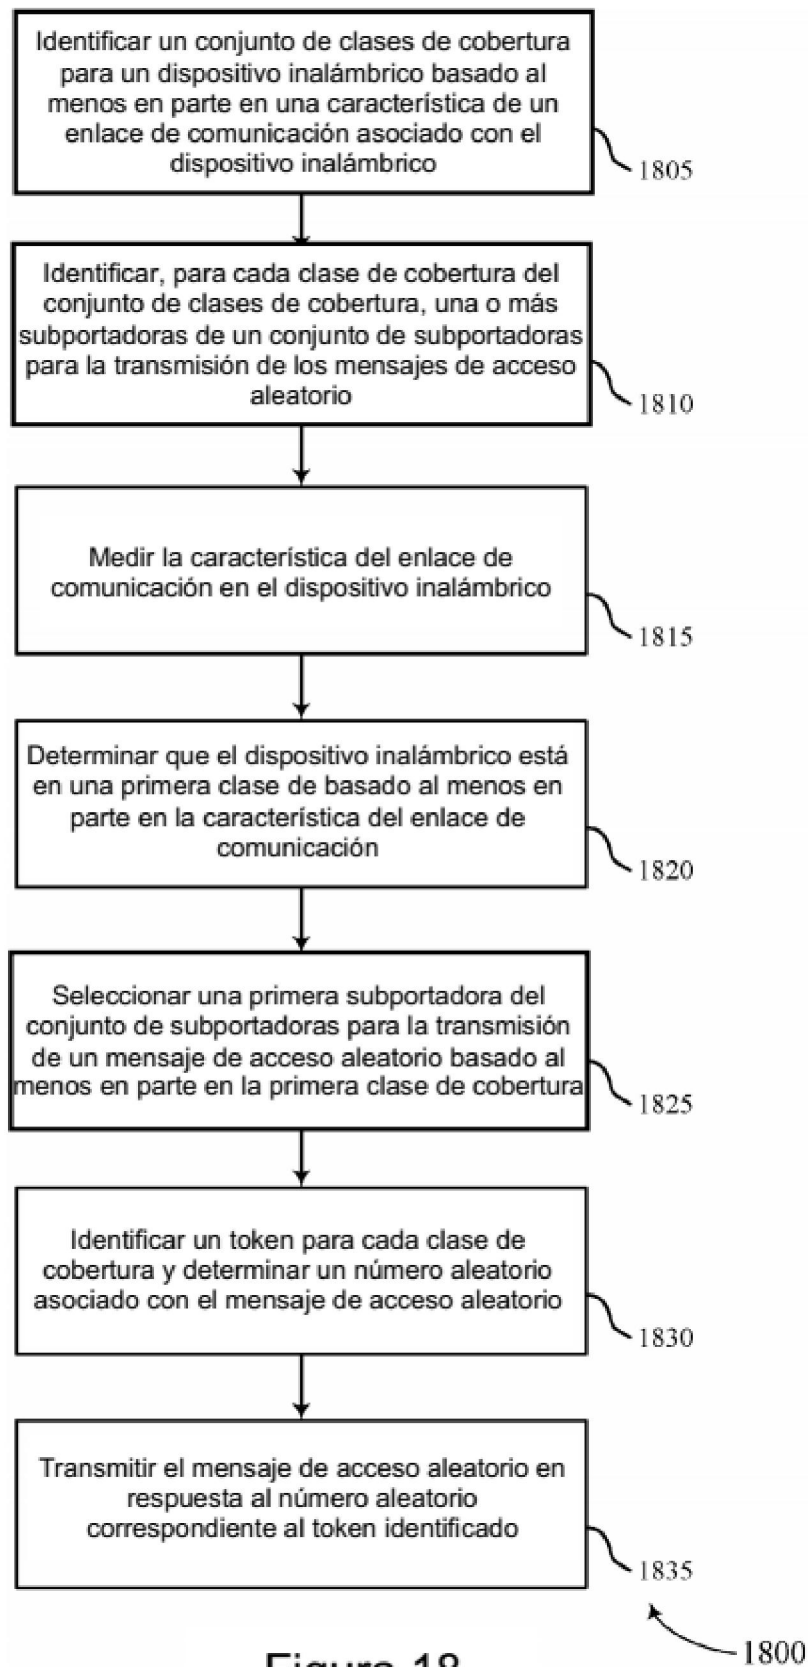 Identificar un conjunto de clases de cobertura
para un dispositivo inalámbrico basado al
menos en parte en una característica de un
enlace de comunicación asociado con el
dispositivo inalámbrico
1805
Identificar, para cada clase de cobertura del
conjunto de clases de cobertura, una o más
subportadoras de un conjunto de subportadoras
para la transmisión de los mensajes de acceso
aleatorio
1810
Medir la característica del enlace de
comunicación en el dispositivo inalámbrico
1815
Determinar que el dispositivo inalámbrico está
en una primera clase de basado al menos en
parte en la característica del enlace de
comunicación
1820
Seleccionar una primera subportadora del
conjunto de subportadoras para la transmisión
de un mensaje de acceso aleatorio basado al
menos en parte en la primera clase de cobertura
1825
Identificar un token para cada clase de
cobertura y determinar un número aleatorio
asociado con el mensaje de acceso aleatorio
1830
Transmitir el mensaje de acceso aleatorio en
respuesta al número aleatorio
correspondiente al token identificado
1835
1800
Figura 18